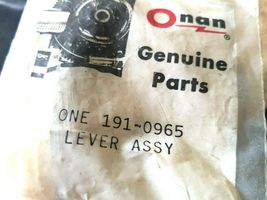 Onan
Genuine
Parts
ONE 191-0965
LEVER ASSY